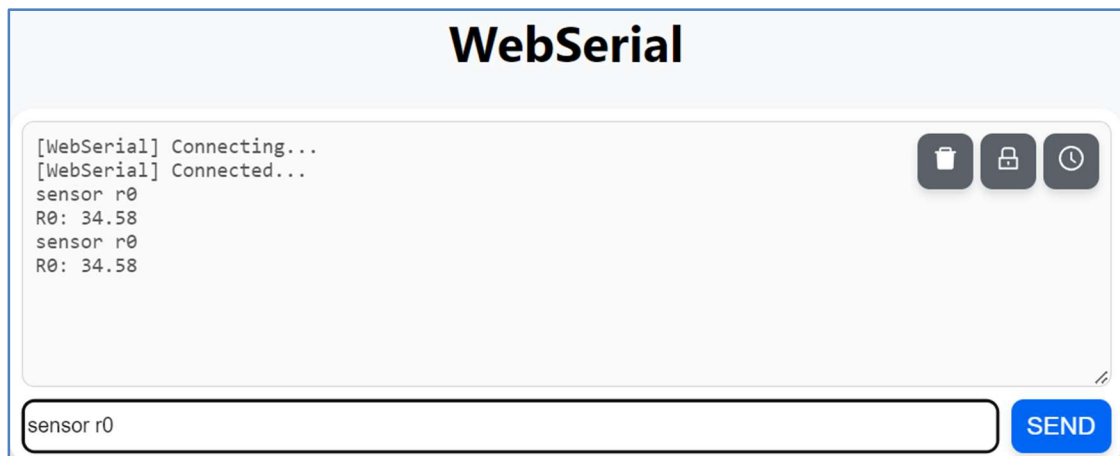 WebSerial
[WebSerial] Connecting...
[WebSerial] Connected...
sensor r0
R0: 34.58
sensor r0
R0: 34.58
sensor r0
SEND